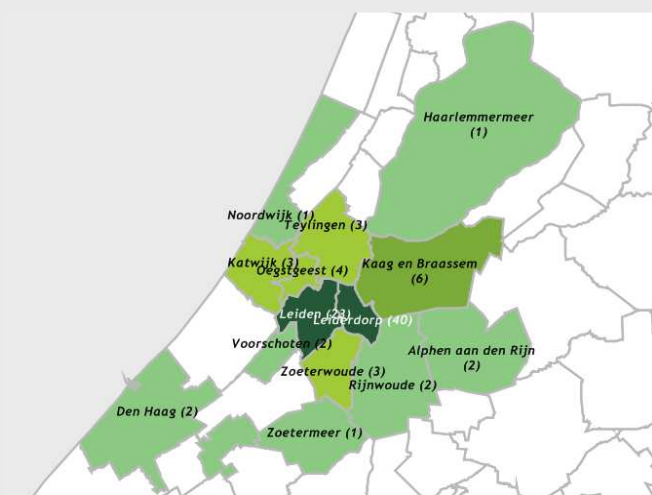 Haarlemmermeer
(1)
Noordwijk (1)
Teylingen (3)
Katwijk (3)
Oegstgeest (4)
Kaag en Braassem
(6)
Leiden (23)
Leiderdorp (40)
Voorschoten (2)
Alphen aan den Rijn
(2)
Zoeterwoude (3)
Rijnwoude (2)
Den Haag (2)
Zoetermeer (1)